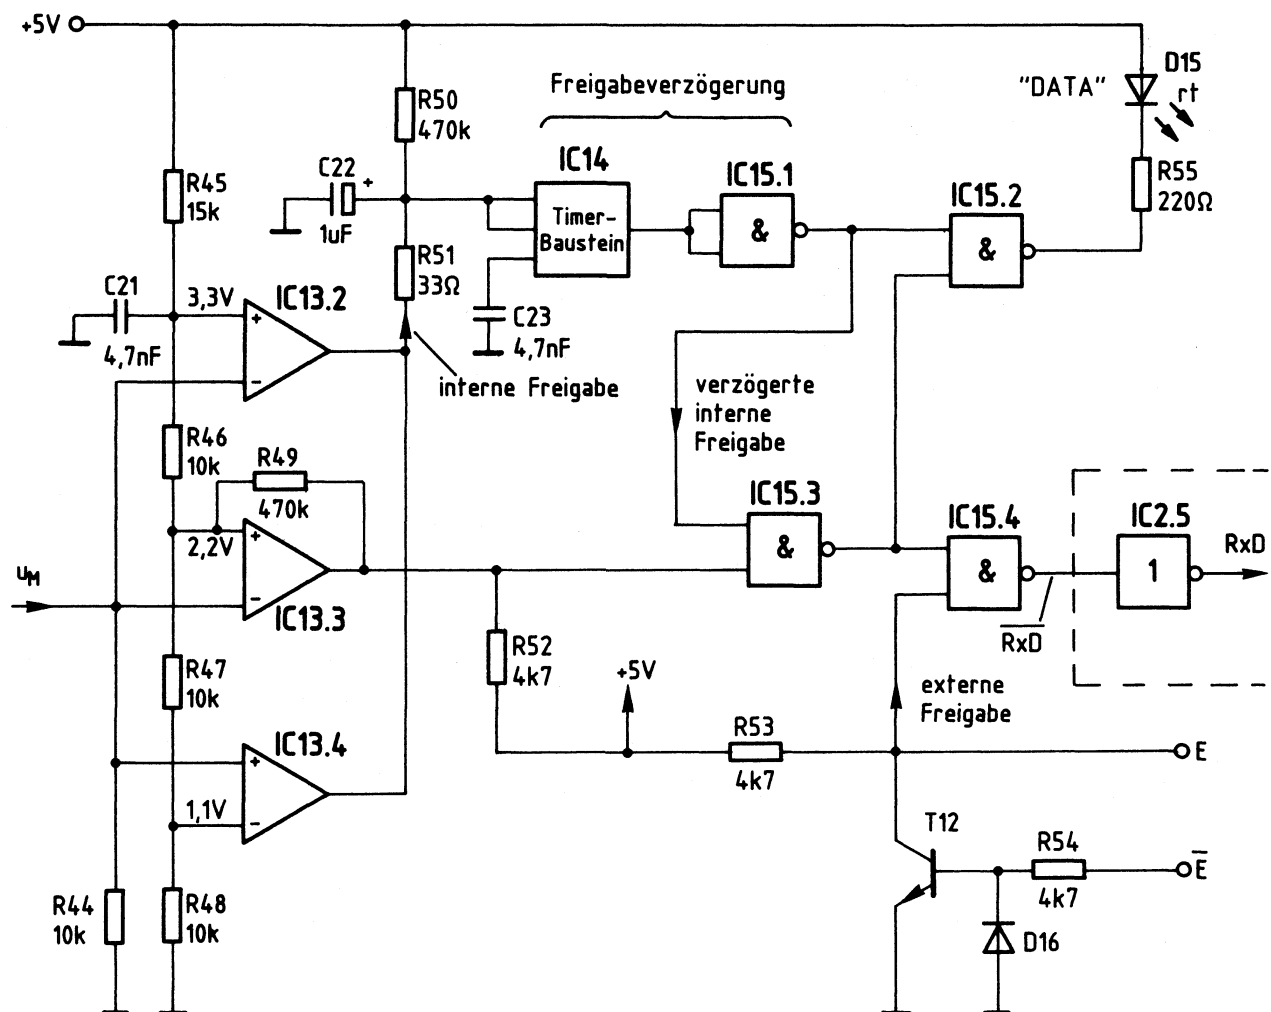 +5V
D15
"DATA"
rt
Freigabeverzögerung
R50
470k
IC14
C22
+
1uF
IC15.1
&
IC15.2
&
R55
220Ω
R45
15k
Timer-
Baustein
R51
33Ω
C21
4,7nF
3,3V
IC13.2
+
-
C23
4,7nF
interne Freigabe
verzögerte
interne
Freigabe
R46
10k
R49
470k
2,2V
+
-
IC13.3
uM
IC15.3
&
IC15.4
&
IC2.5
1
RxD
R̅x̅D̅
R52
4k7
R47
10k
+5V
externe
Freigabe
R53
4k7
E
IC13.4
+
-
1,1V
T12
R54
4k7
E̅
R44
10k
R48
10k
D16